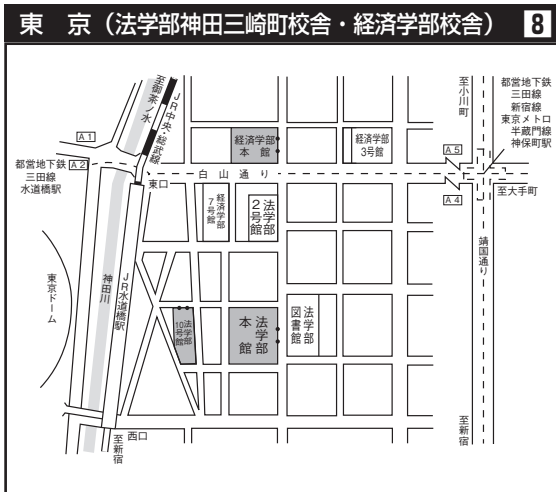 東　京（法学部神田三崎町校舎・経済学部校舎） 8
至御茶ノ水
JR中央・総武線
A1
都営地下鉄
三田線
水道橋駅
A2
東口
白山通り
経済学部
本　館
経済学部
3号館
至小川町
都営地下鉄
三田線
新宿線
東京メトロ
半蔵門線
神保町駅
A5
A4
至大手町
靖国通り
経済学部
7号館
法学部
2号館
東京ドーム
神田川
JR水道橋駅
法学部
10号館
法学部
本　館
法学部
図書館
西口
至新宿
至新宿